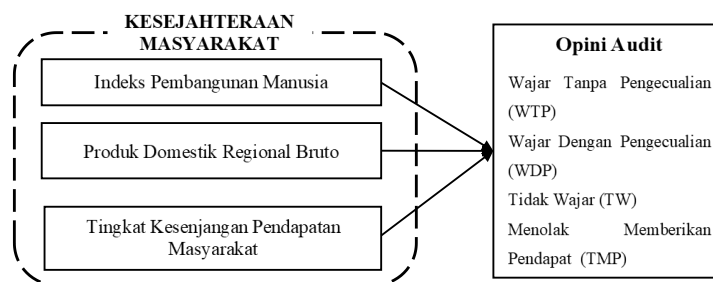 KESEJAHTERAAN
MASYARAKAT
Indeks Pembangunan Manusia
Produk Domestik Regional Bruto
Tingkat Kesenjangan Pendapatan
Masyarakat
Opini Audit
Wajar Tanpa Pengecualian
(WTP)
Wajar Dengan Pengecualian
(WDP)
Tidak Wajar (TW)
Menolak Memberikan
Pendapat (TMP)